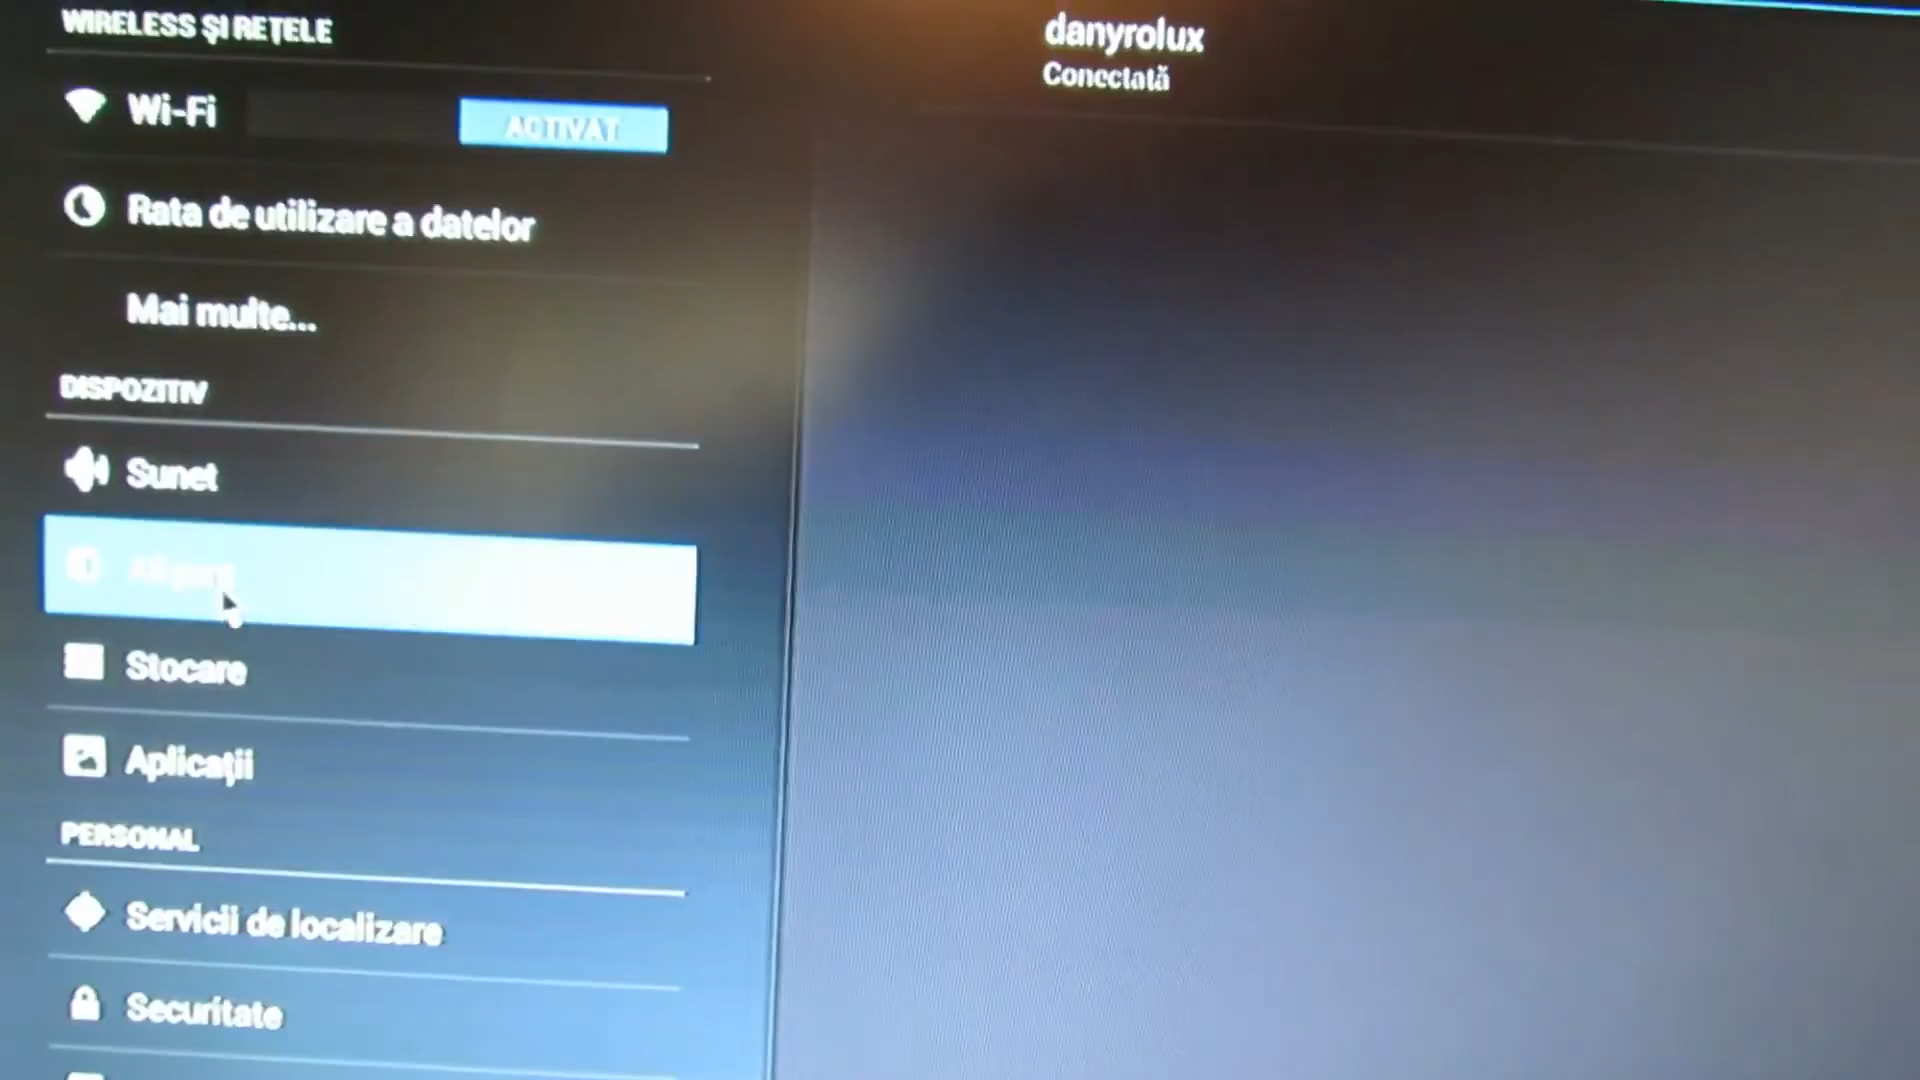 WIRELESS ȘI REȚELE
Wi-Fi
ACTIVAT
Rata de utilizare a datelor
Mai multe...
DISPOZITIV
Sunet
Stocare
Aplicații
PERSONAL
Servicii de localizare
Securitate
danyrolux
Conectată